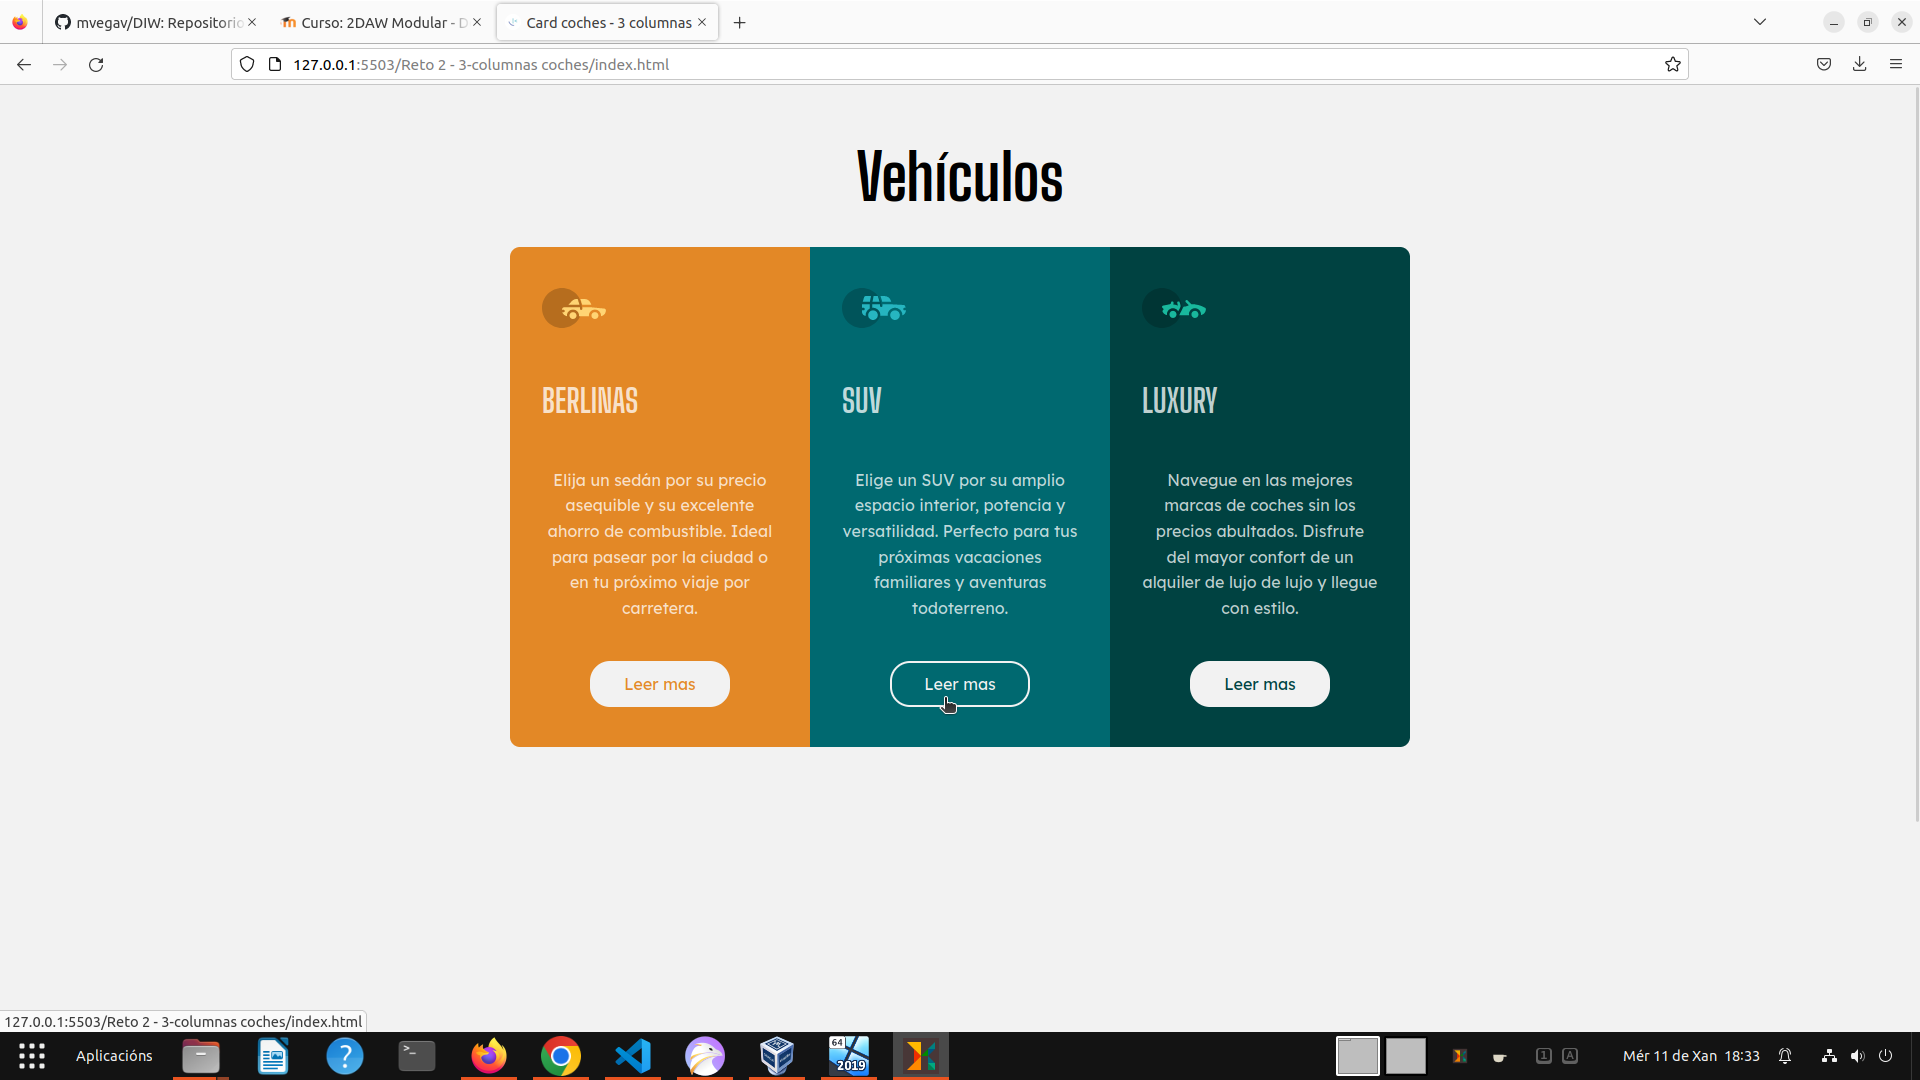 mvegav/DIW: Repositorio
Curso: 2DAW Modular - D
Card coches - 3 columnas
127.0.0.1:5503/Reto 2 - 3-columnas coches/index.html
Vehículos
BERLINAS
Elija un sedán por su precio
asequible y su excelente
ahorro de combustible. Ideal
para pasear por la ciudad o
en tu próximo viaje por
carretera.
Leer mas
SUV
Elige un SUV por su amplio
espacio interior, potencia y
versatilidad. Perfecto para tus
próximas vacaciones
familiares y aventuras
todoterreno.
Leer mas
LUXURY
Navegue en las mejores
marcas de coches sin los
precios abultados. Disfrute
del mayor confort de un
alquiler de lujo de lujo y llegue
con estilo.
Leer mas
127.0.0.1:5503/Reto 2 - 3-columnas coches/index.html
Aplicacións
64
2019
1
A
Mér 11 de Xan 18:33